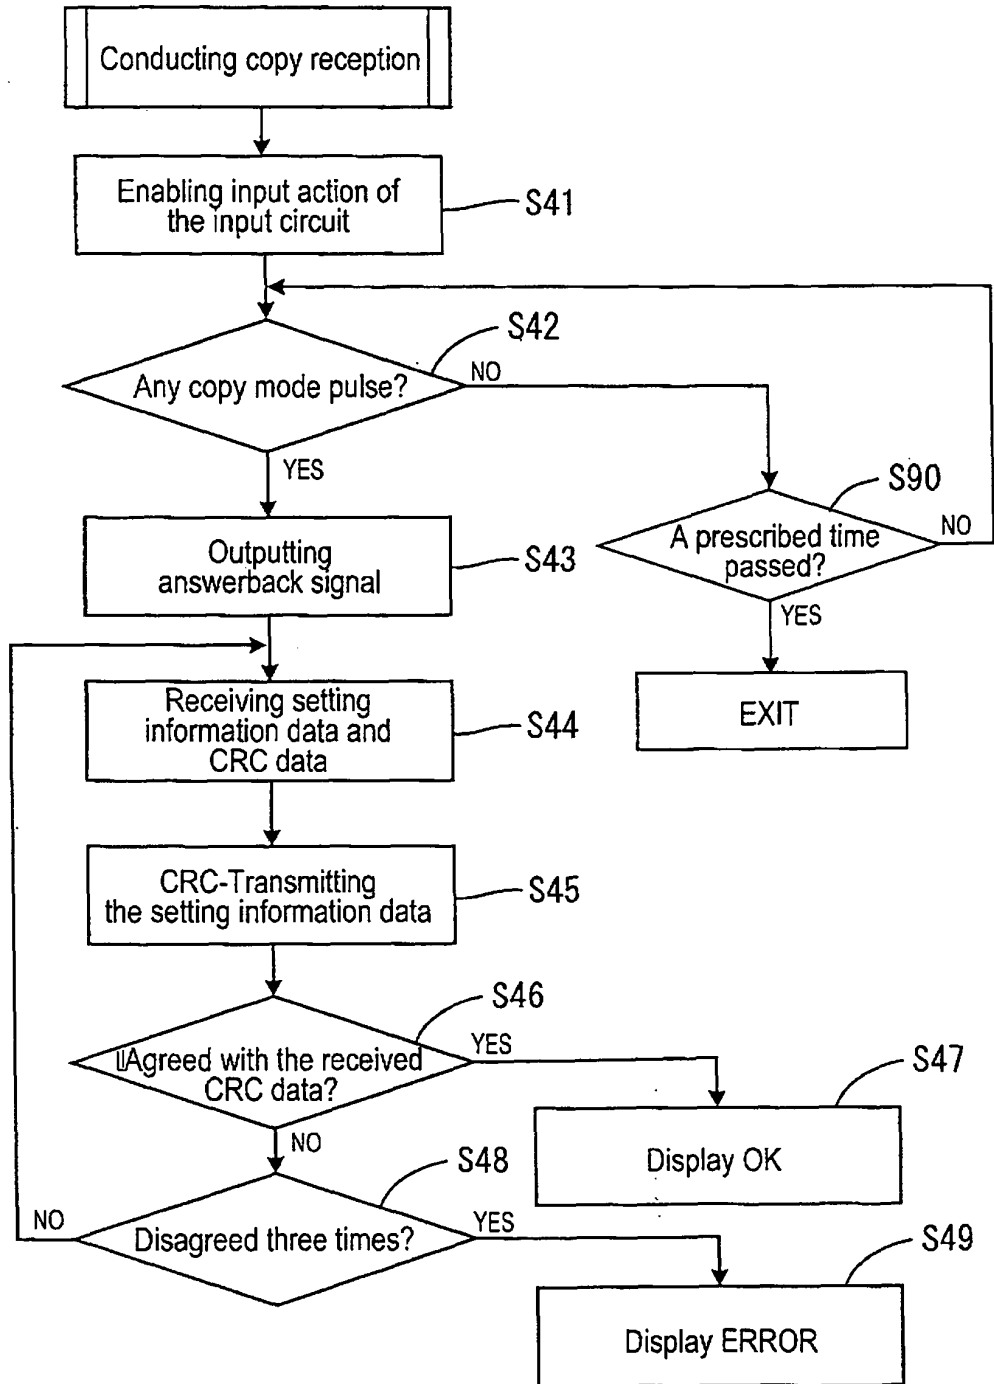 Conducting copy reception
Enabling input action of
the input circuit
S41
S42
Any copy mode pulse?
NO
YES
S90
A prescribed time
passed?
NO
YES
EXIT
Outputting
answerback signal
S43
Receiving setting
information data and
CRC data
S44
CRC-Transmitting
the setting information data
S45
S46
Agreed with the received
CRC data?
YES
NO
S47
Display OK
S48
Disagreed three times?
NO
YES
S49
Display ERROR